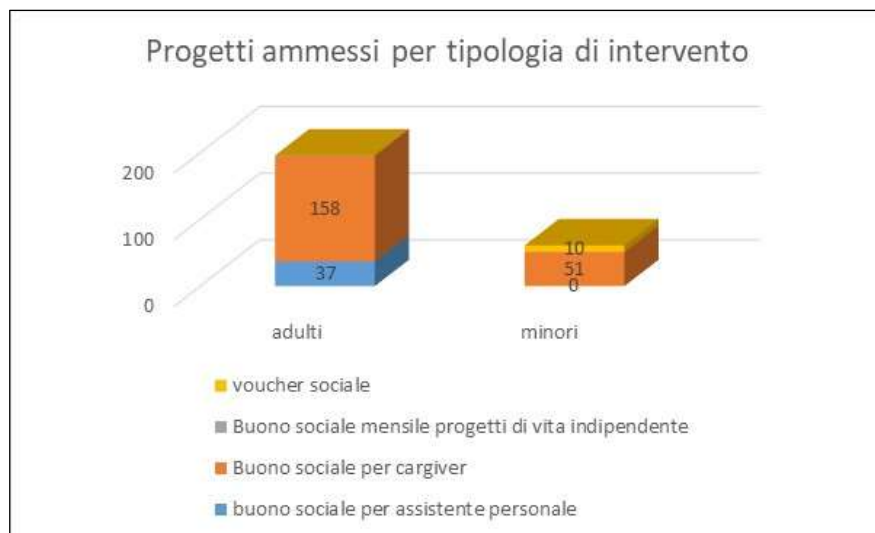 Progetti ammessi per tipologia di intervento
200
100
0
158
37
10
51
0
adulti
minori
voucher sociale
Buono sociale mensile progetti di vita indipendente
Buono sociale per cargiver
buono sociale per assistente personale